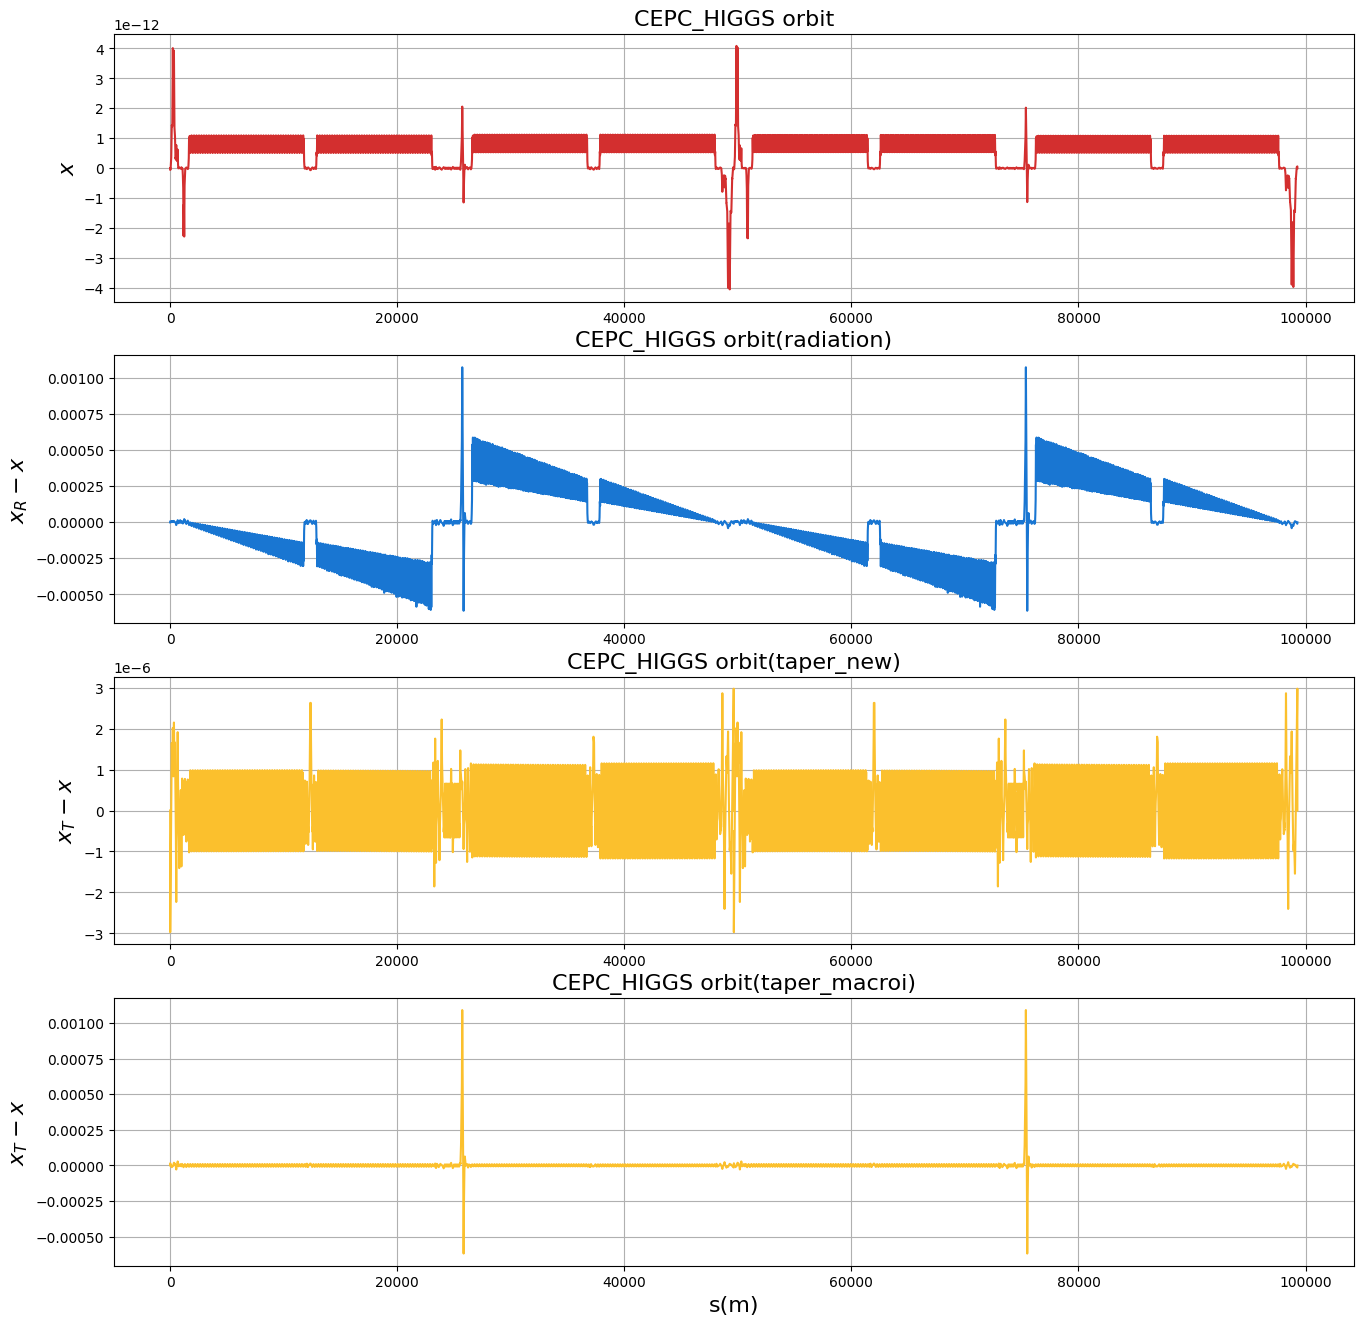 CEPC_HIGGS orbit
1e−12
4
3
2
1
0
−1
−2
−3
−4
x
0 20000 40000 60000 80000 100000
CEPC_HIGGS orbit(radiation)
0.00100
0.00075
0.00050
0.00025
0.00000
−0.00025
−0.00050
x_R − x
0 20000 40000 60000 80000 100000
CEPC_HIGGS orbit(taper_new)
1e−6
3
2
1
0
−1
−2
−3
x_T − x
0 20000 40000 60000 80000 100000
CEPC_HIGGS orbit(taper_macroi)
0.00100
0.00075
0.00050
0.00025
0.00000
−0.00025
−0.00050
x_T − x
0 20000 40000 60000 80000 100000
s(m)